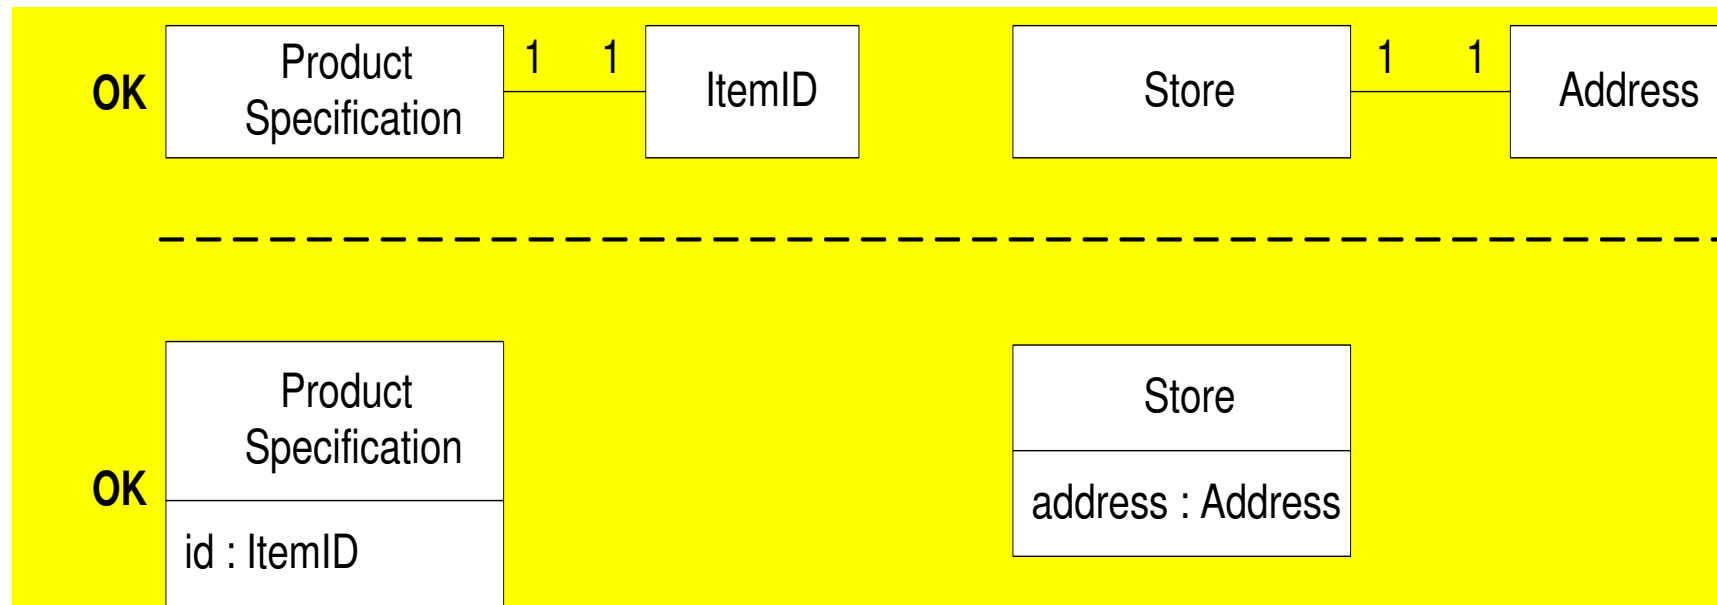 OK
Product
Specification
1 1
ItemID
Store
1 1
Address
OK
Product
Specification
id : ItemID
Store
address : Address